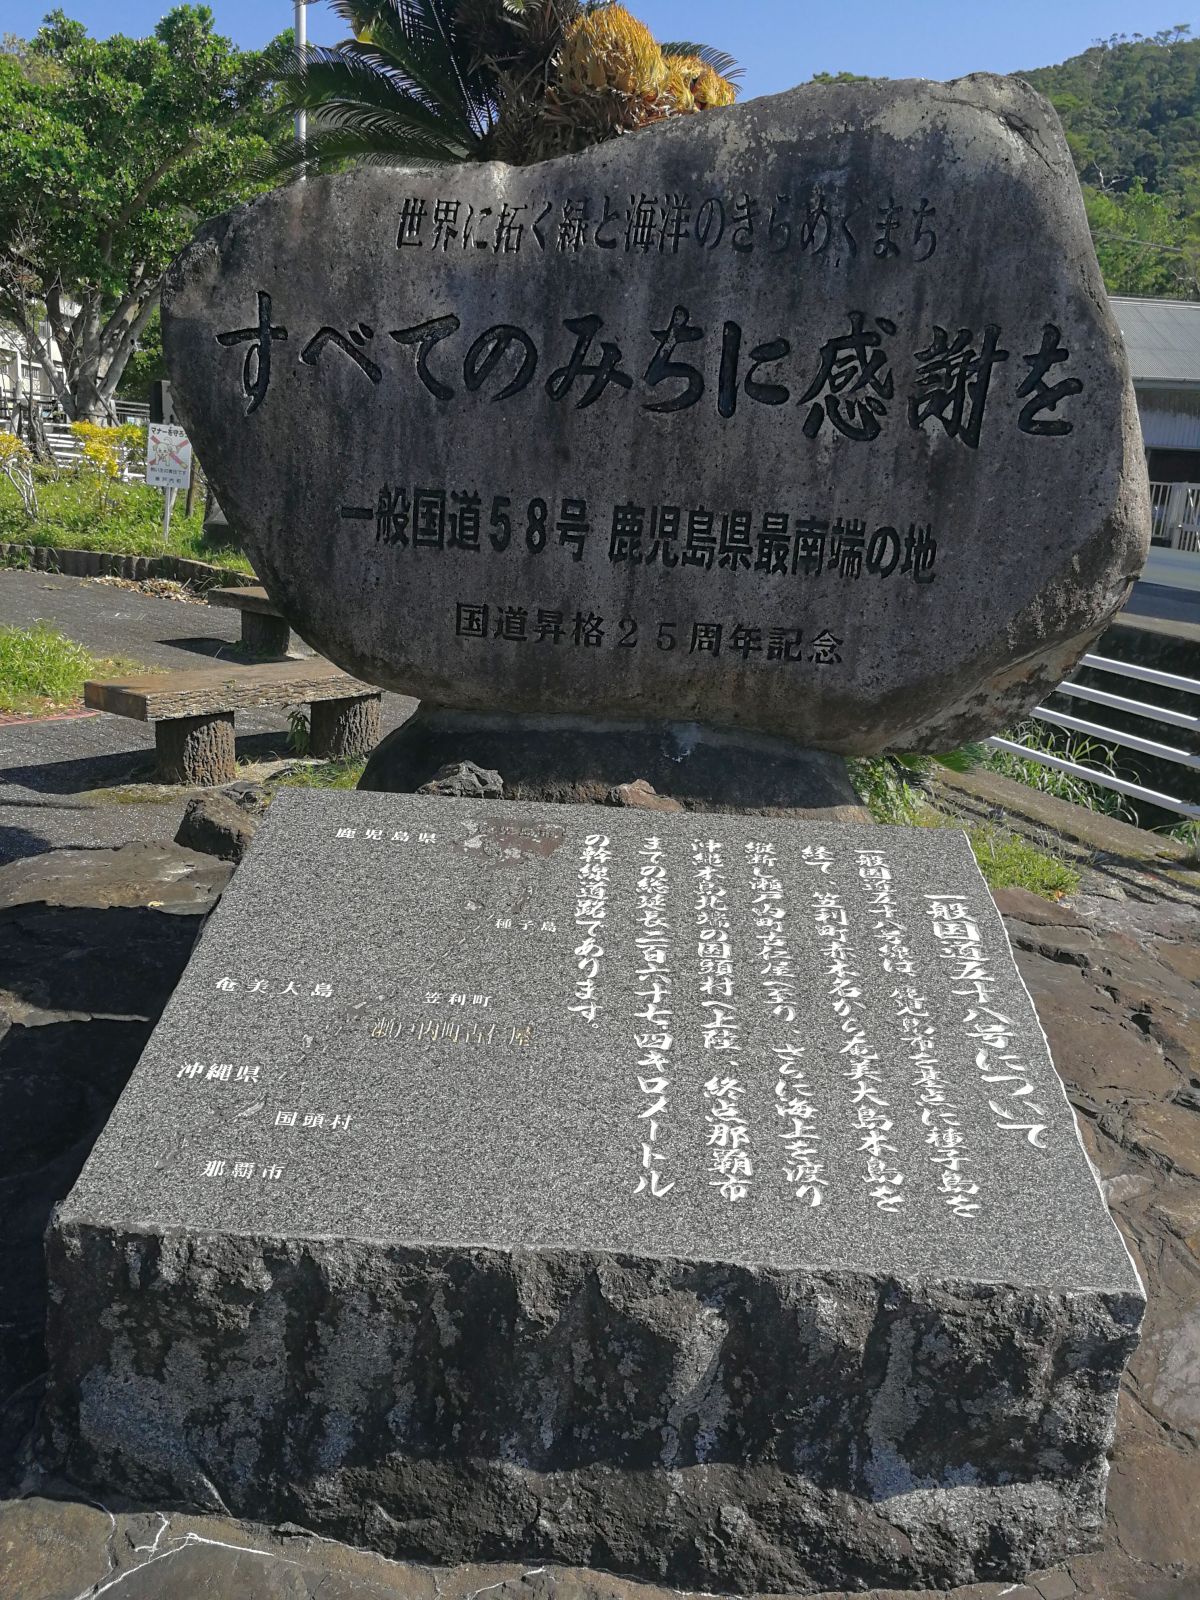 世界に拓く緑と海洋のきらめくまち
すべてのみちに感謝を
一般国道58号 鹿児島県最南端の地
国道昇格25周年記念
マナーを守ろう
一般国道五十八号について
一般国道五十八号線は、鹿児島市を基点に種子島を
経て、笠利町赤木名から奄美大島本島を
縦断し瀬戸内町古仁屋へ至り、さらに海上を渡り
沖縄本島北端の国頭村へ上陸、終点那覇市
までの総延長二百六十七、四キロメートル
の幹線道路であります。
鹿児島県
種子島
奄美大島
笠利町
瀬戸内町古仁屋
沖縄県
国頭村
那覇市